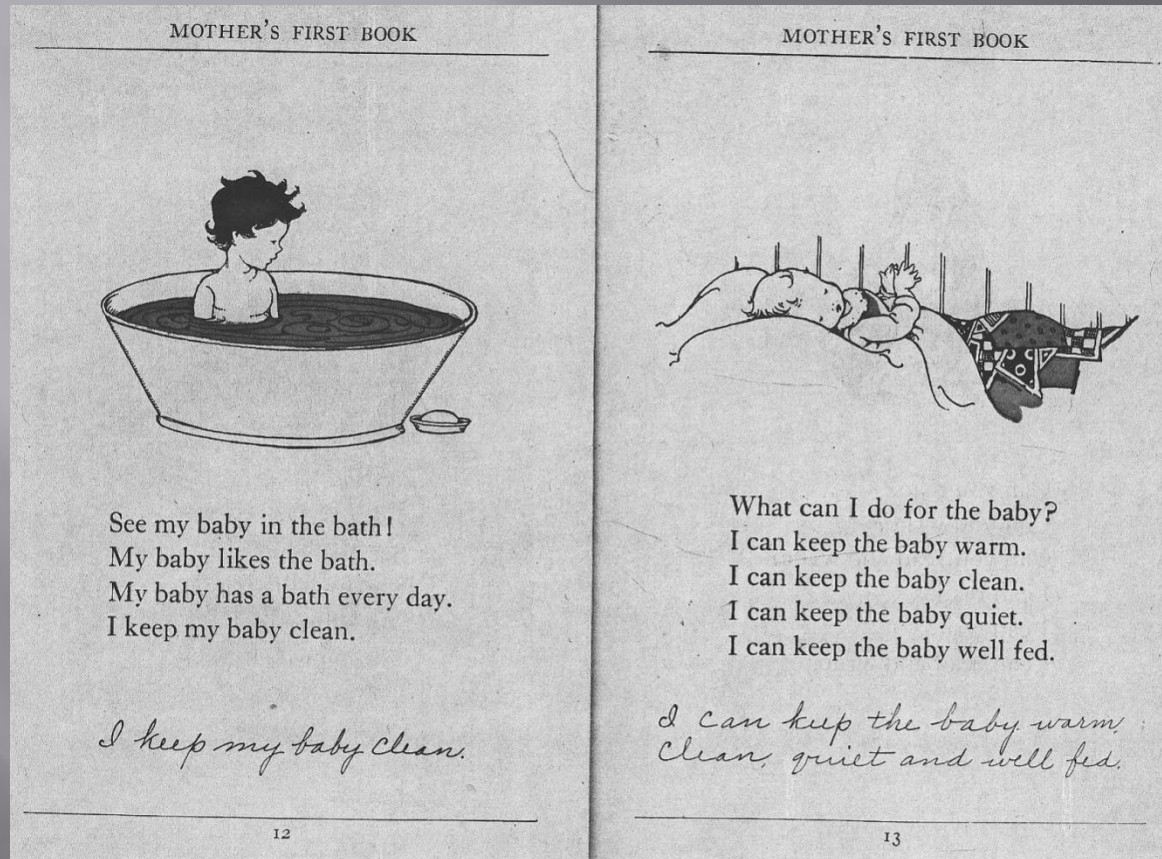 MOTHER'S FIRST BOOK
See my baby in the bath!
My baby likes the bath.
My baby has a bath every day.
I keep my baby clean.
I keep my baby clean.
12
MOTHER'S FIRST BOOK
What can I do for the baby?
I can keep the baby warm.
I can keep the baby clean.
I can keep the baby quiet.
I can keep the baby well fed.
I can keep the baby warm,
clean, quiet and well fed.
13